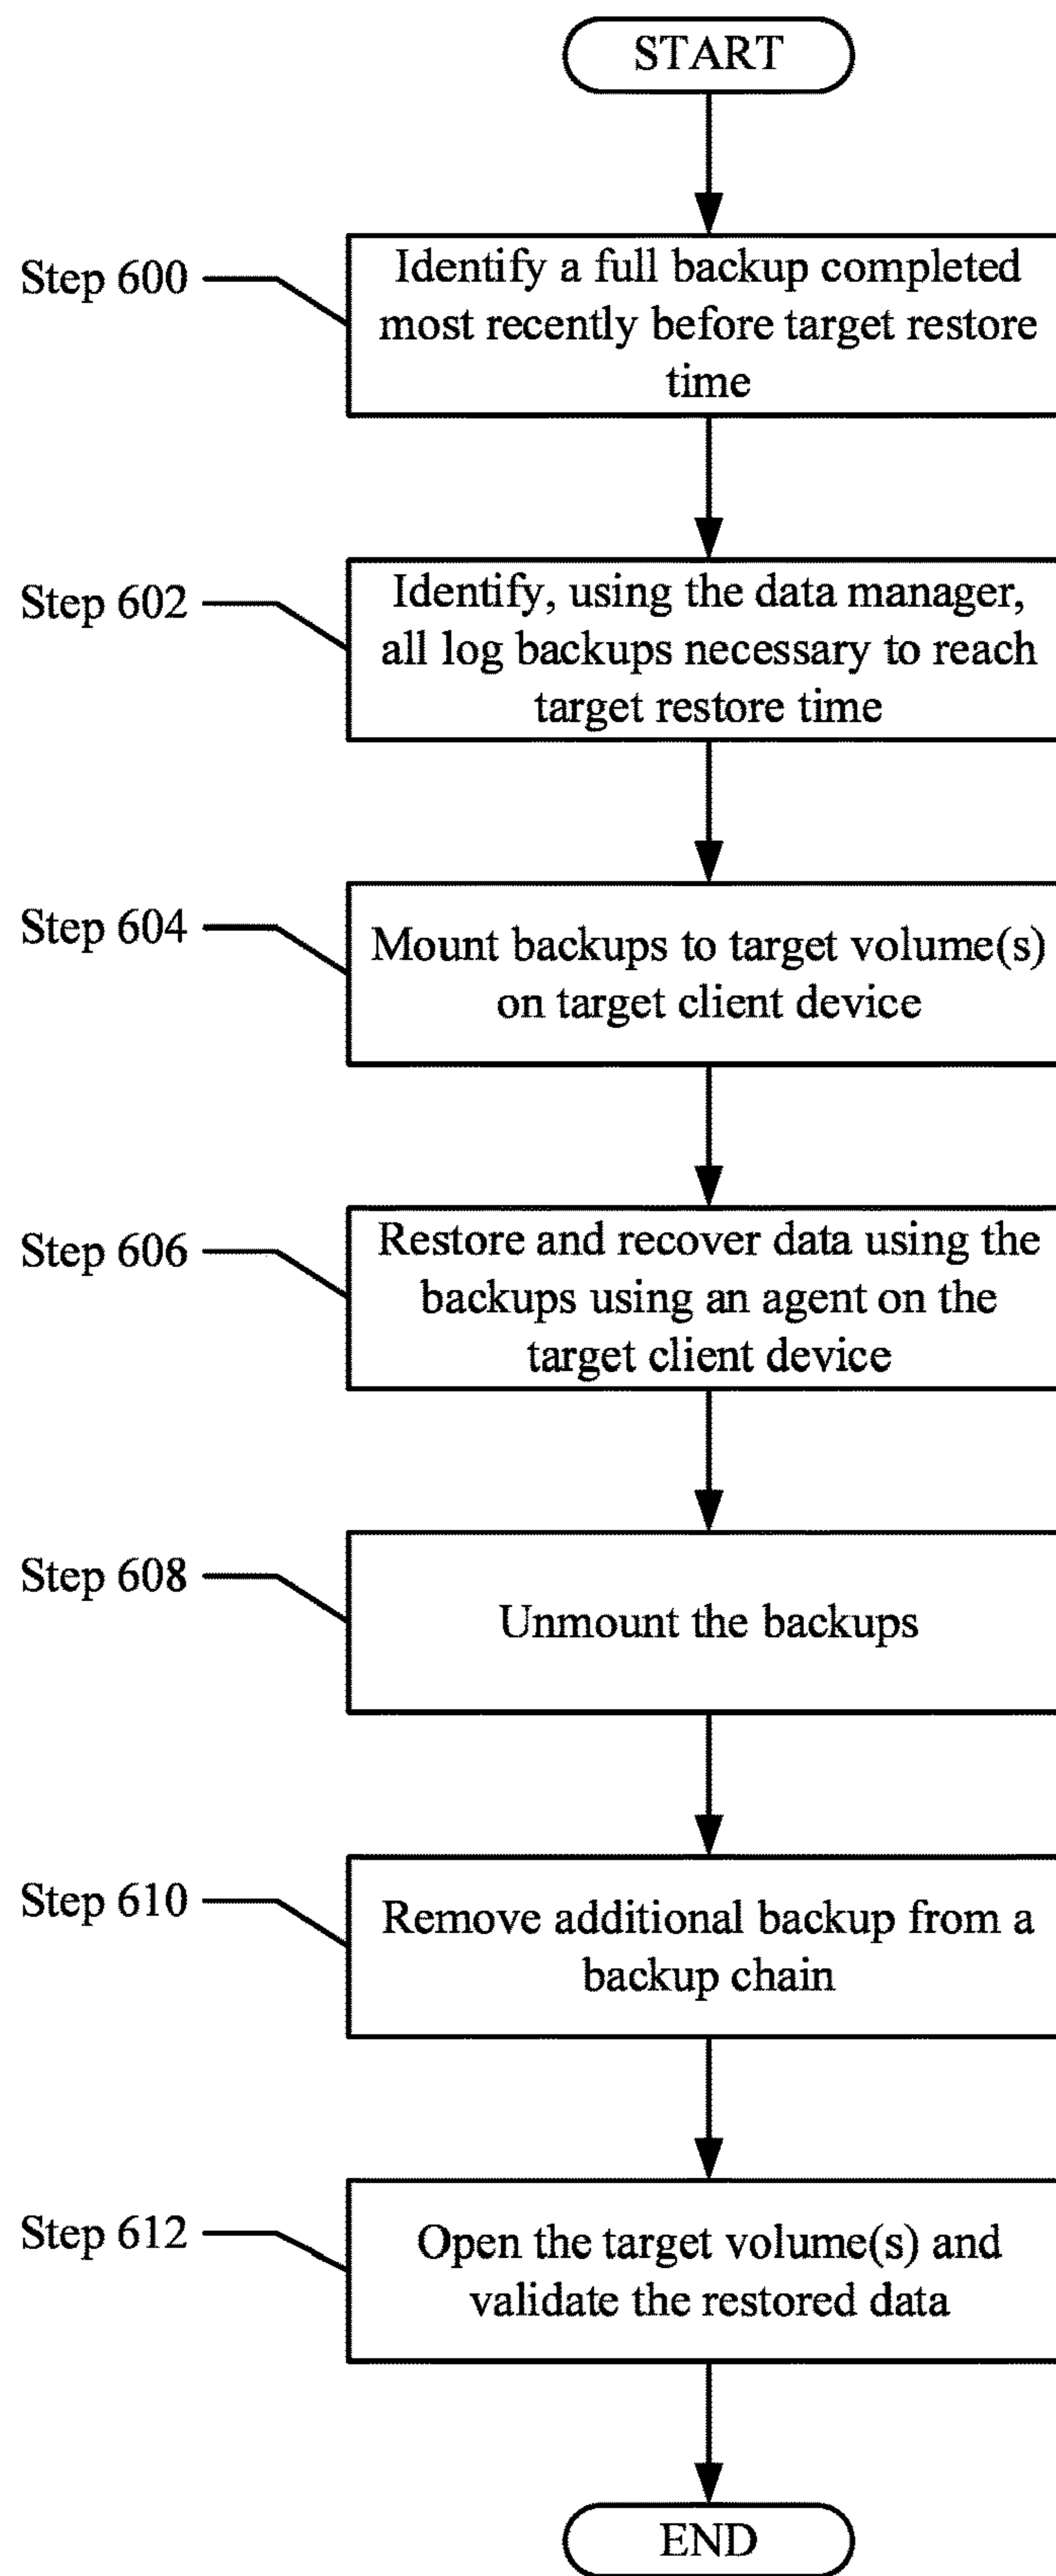 START
Step 600
Identify a full backup completed
most recently before target restore
time
Step 602
Identify, using the data manager,
all log backups necessary to reach
target restore time
Step 604
Mount backups to target volume(s)
on target client device
Step 606
Restore and recover data using the
backups using an agent on the
target client device
Step 608
Unmount the backups
Step 610
Remove additional backup from a
backup chain
Step 612
Open the target volume(s) and
validate the restored data
END